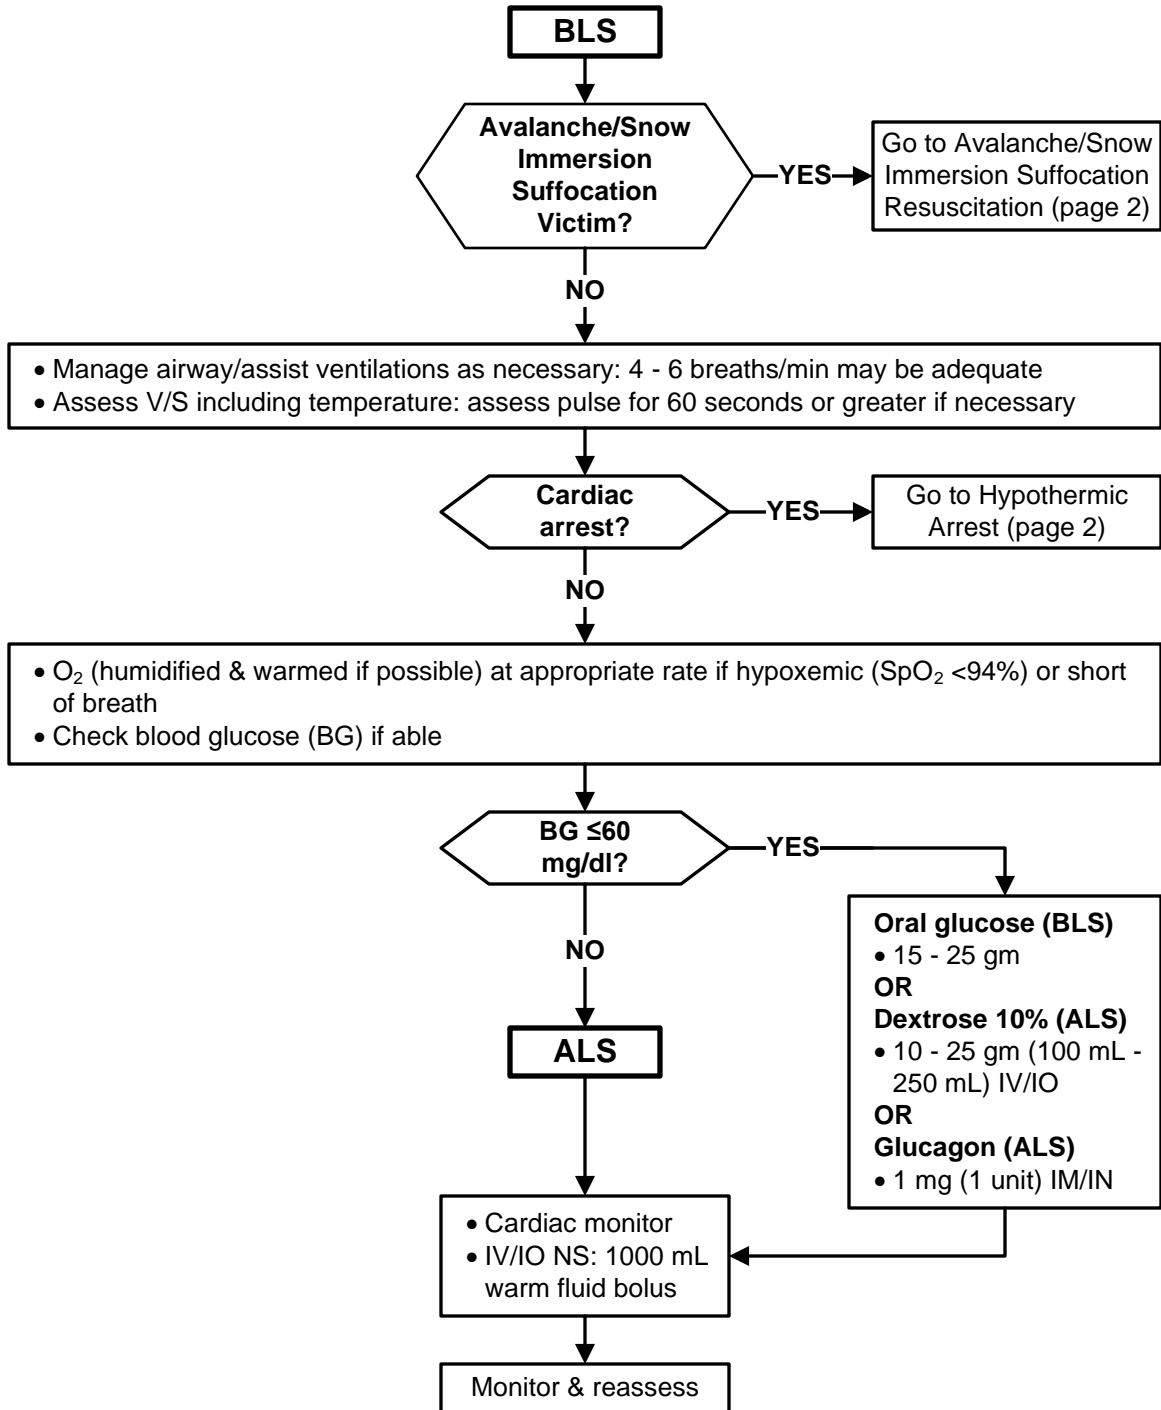 BLS
Avalanche/Snow
Immersion
Suffocation
Victim?
YES
Go to Avalanche/Snow
Immersion Suffocation
Resuscitation (page 2)
NO
• Manage airway/assist ventilations as necessary: 4 - 6 breaths/min may be adequate
• Assess V/S including temperature: assess pulse for 60 seconds or greater if necessary
Cardiac
arrest?
YES
Go to Hypothermic
Arrest (page 2)
NO
• O₂ (humidified & warmed if possible) at appropriate rate if hypoxemic (SpO₂ <94%) or short
of breath
• Check blood glucose (BG) if able
BG ≤60
mg/dl?
YES
NO
Oral glucose (BLS)
• 15 - 25 gm
OR
Dextrose 10% (ALS)
• 10 - 25 gm (100 mL -
250 mL) IV/IO
OR
Glucagon (ALS)
• 1 mg (1 unit) IM/IN
ALS
• Cardiac monitor
• IV/IO NS: 1000 mL
warm fluid bolus
Monitor & reassess